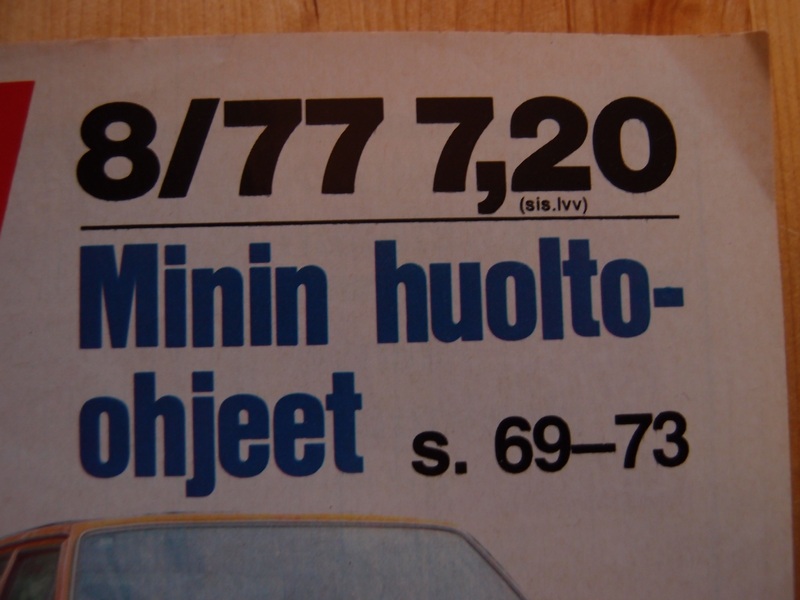 8/77 7,20
(sis.lvv)
Minin huolto-
ohjeet s. 69–73